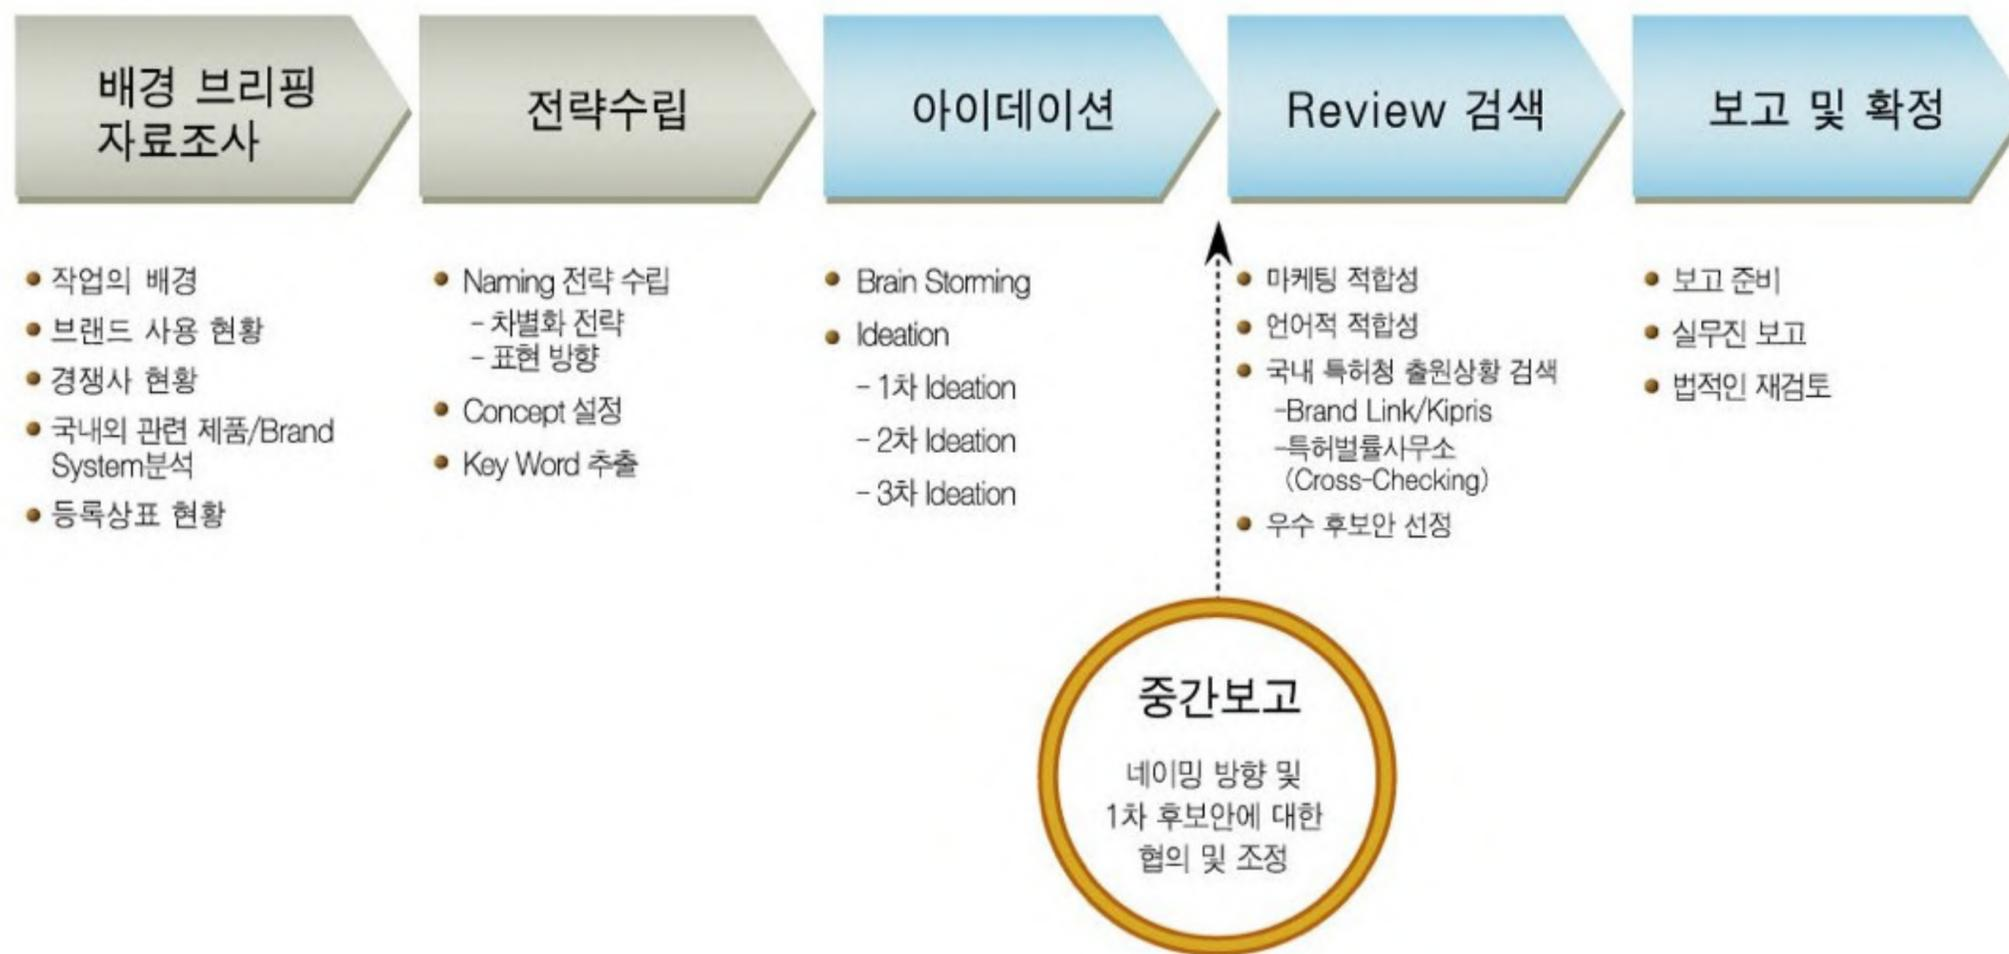 배경 브리핑
자료조사
• 작업의 배경
• 브랜드 사용 현황
• 경쟁사 현황
• 국내외 관련 제품/Brand
System분석
• 등록상표 현황
전략수립
• Naming 전략 수립
- 차별화 전략
- 표현 방향
• Concept 설정
• Key Word 추출
아이데이션
• Brain Storming
• Ideation
- 1차 Ideation
- 2차 Ideation
- 3차 Ideation
Review 검색
• 마케팅 적합성
• 언어적 적합성
• 국내 특허청 출원상황 검색
-Brand Link/Kipris
-특허벌률사무소
(Cross-Checking)
• 우수 후보안 선정
보고 및 확정
• 보고 준비
• 실무진 보고
• 법적인 재검토
중간보고
네이밍 방향 및
1차 후보안에 대한
협의 및 조정